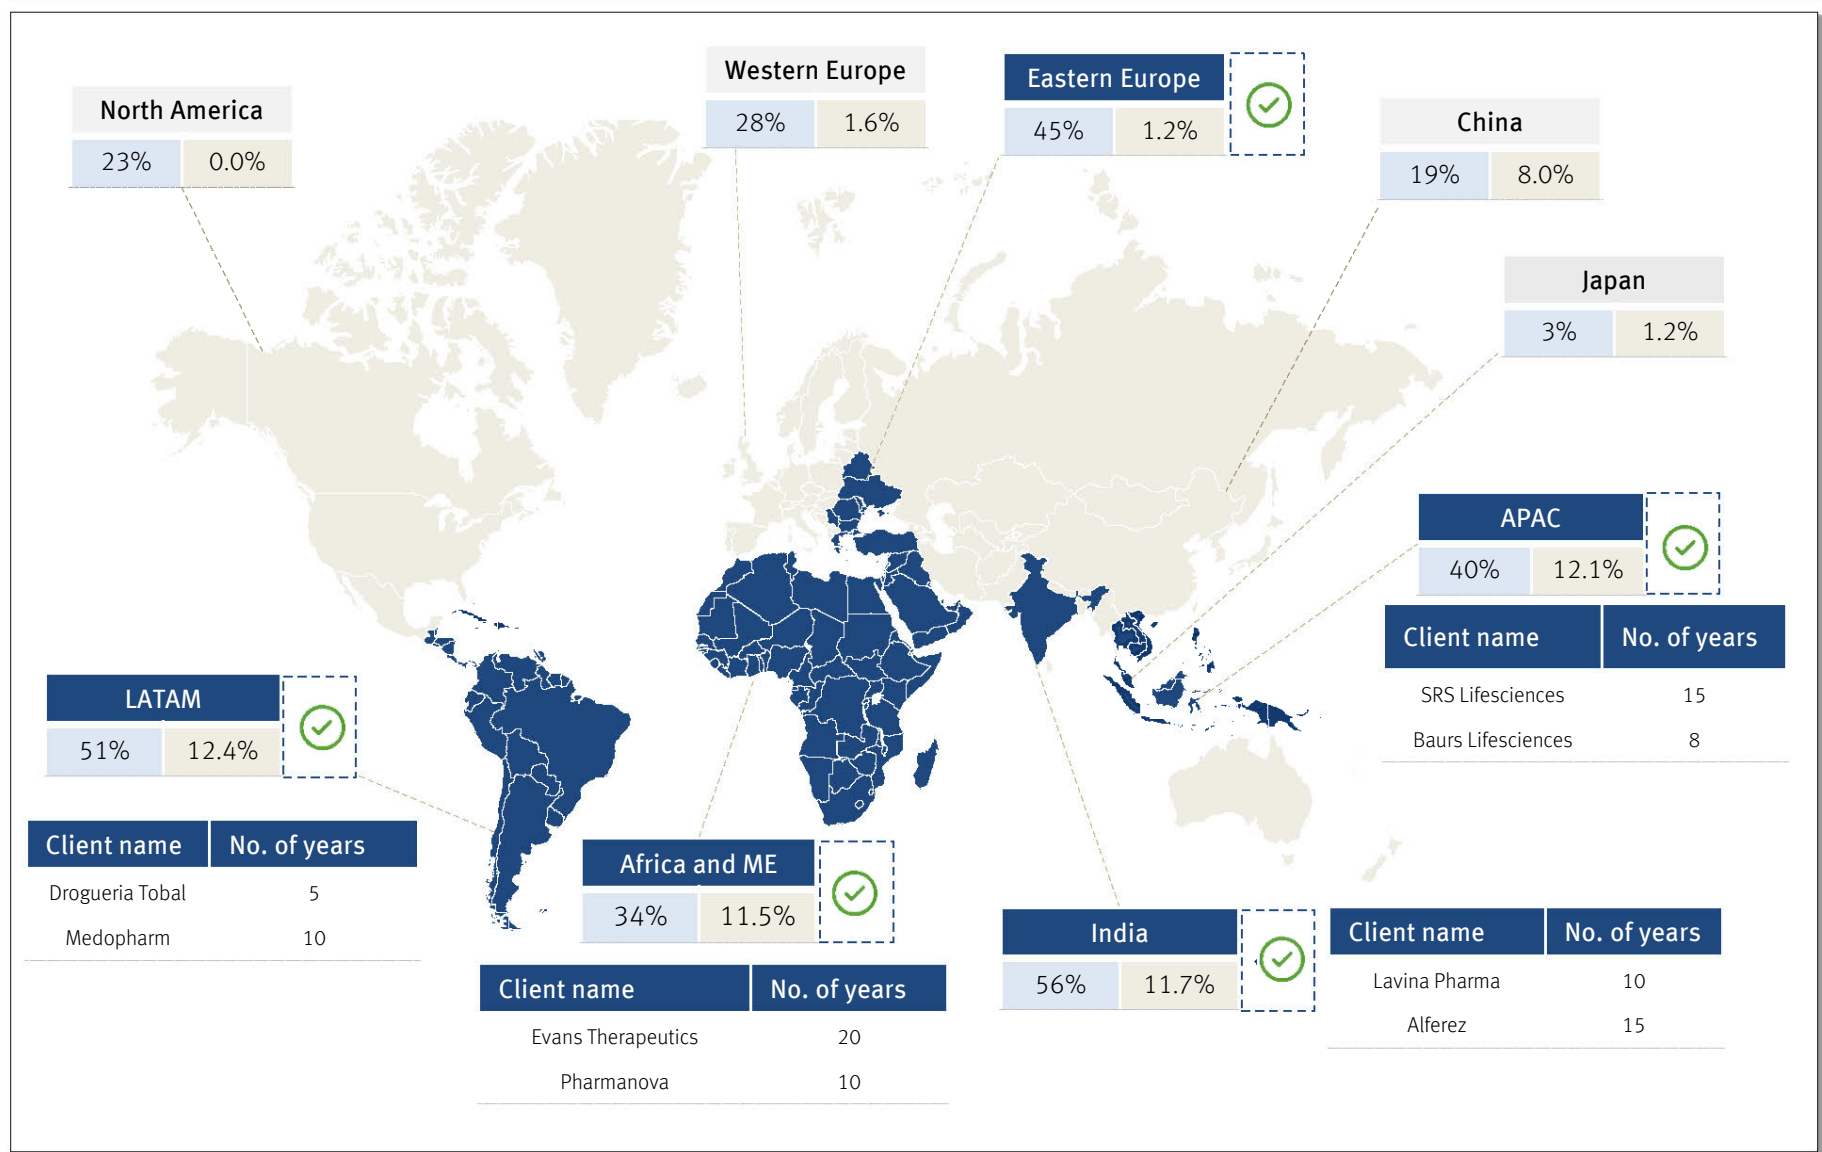 North America
23% 0.0%
Western Europe
28% 1.6%
Eastern Europe
45% 1.2%
China
19% 8.0%
Japan
3% 1.2%
APAC
40% 12.1%
Client name No. of years
SRS Lifesciences 15
Baurs Lifesciences 8
LATAM
51% 12.4%
Client name No. of years
Drogueria Tobal 5
Medopharm 10
Africa and ME
34% 11.5%
Client name No. of years
Evans Therapeutics 20
Pharmanova 10
India
56% 11.7%
Client name No. of years
Lavina Pharma 10
Alferez 15